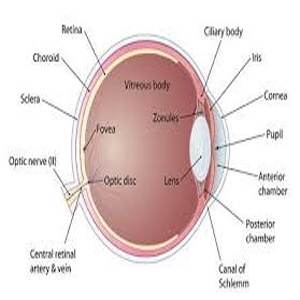 Retina
Ciliary body
Choroid
Iris
Sclera
Vitreous body
Cornea
Zonules
Fovea
Pupil
Optic nerve (II)
Optic disc
Lens
Anterior
chamber
Posterior
chamber
Central retinal
artery & vein
Canal of
Schlemm